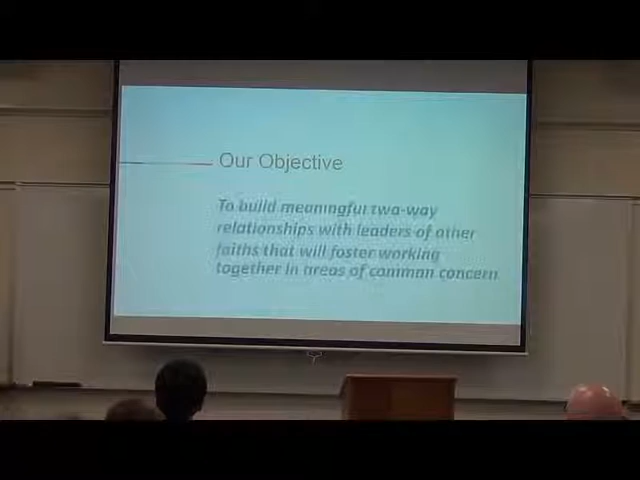 Our Objective
To build meaningful two-way
relationships with leaders of other
faiths that will foster working
together in areas of common concern